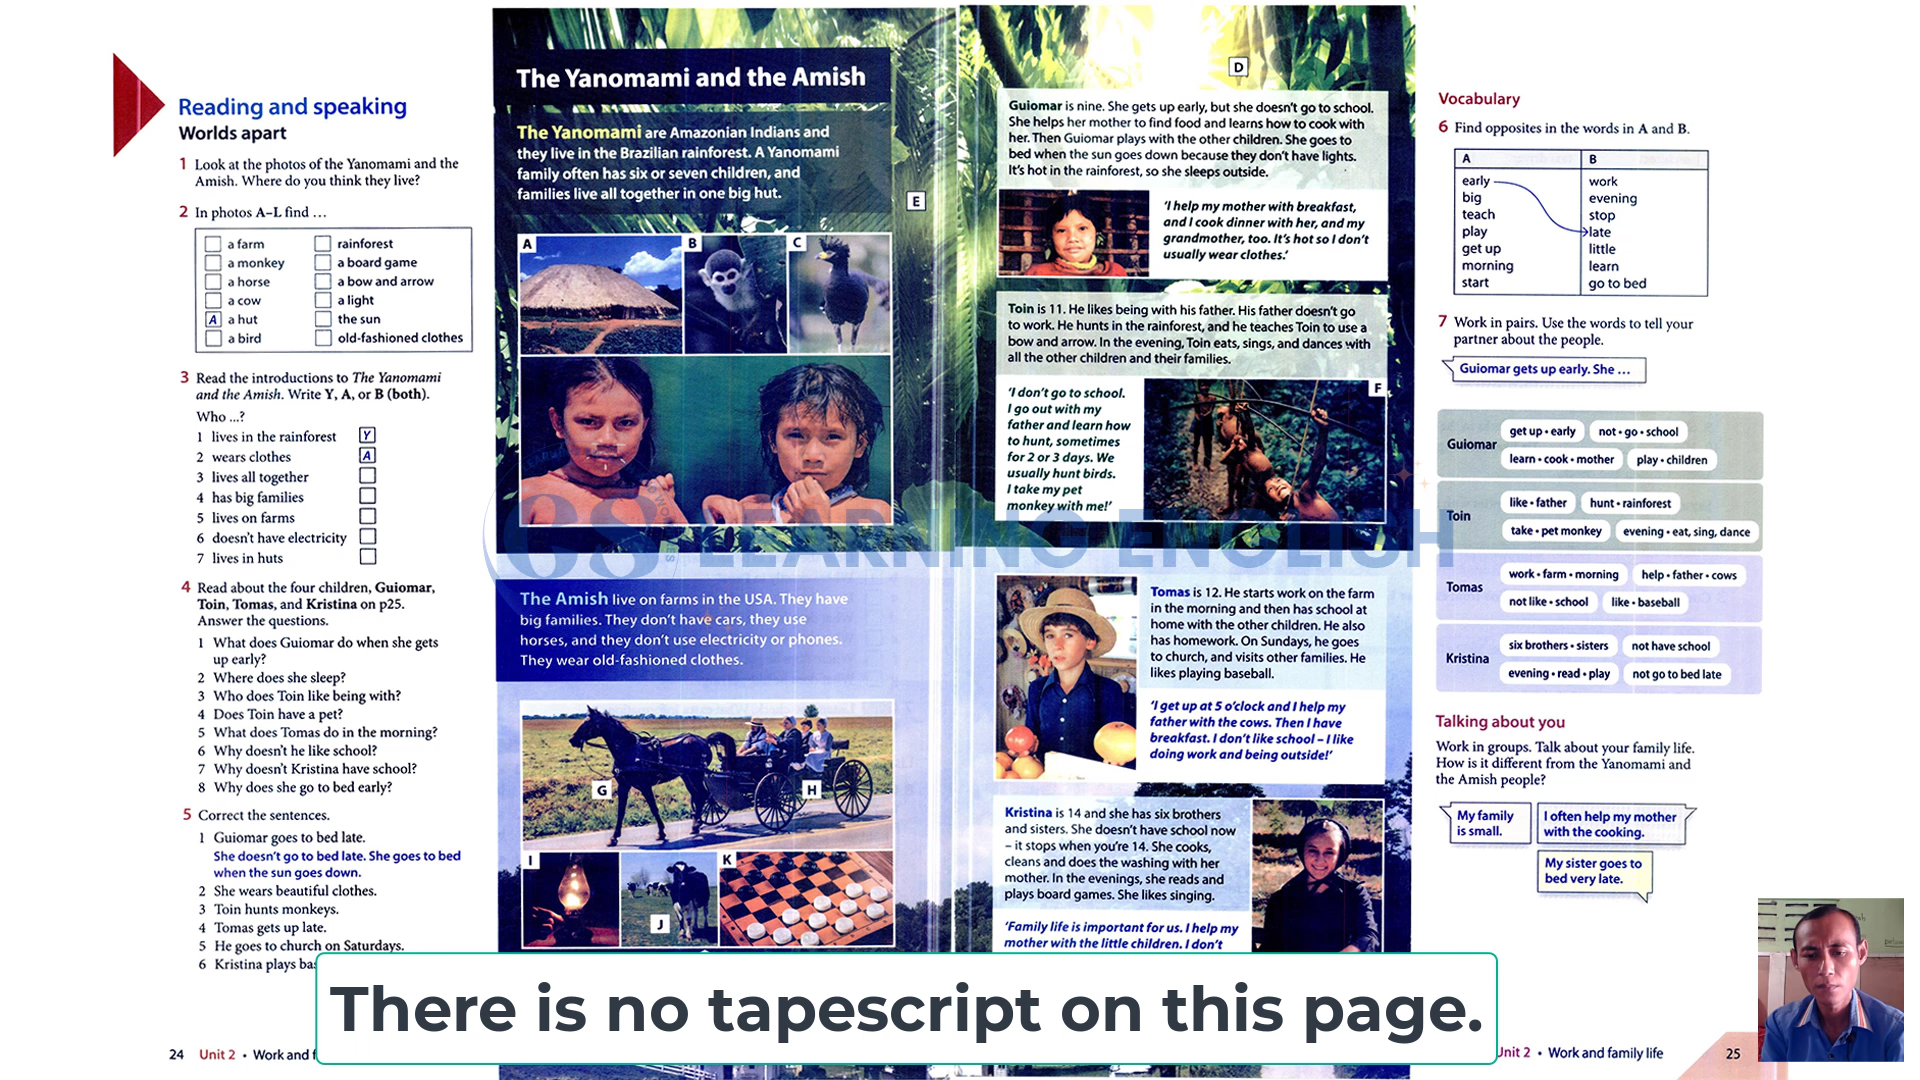 Reading and speaking
Worlds apart
1 Look at the photos of the Yanomami and the
Amish. Where do you think they live?
2 In photos A–L find …
a farm
a monkey
a horse
a cow
A a hut
a bird
rainforest
a board game
a bow and arrow
a light
the sun
old-fashioned clothes
3 Read the introductions to The Yanomami
and the Amish. Write Y, A, or B (both).
Who ...?
1 lives in the rainforest Y
2 wears clothes A
3 lives all together
4 has big families
5 lives on farms
6 doesn't have electricity
7 lives in huts
4 Read about the four children, Guiomar,
Toin, Tomas, and Kristina on p25.
Answer the questions.
1 What does Guiomar do when she gets
up early?
2 Where does she sleep?
3 Who does Toin like being with?
4 Does Toin have a pet?
5 What does Tomas do in the morning?
6 Why doesn't he like school?
7 Why doesn't Kristina have school?
8 Why does she go to bed early?
5 Correct the sentences.
1 Guiomar goes to bed late.
She doesn't go to bed late. She goes to bed
when the sun goes down.
2 She wears beautiful clothes.
3 Toin hunts monkeys.
4 Tomas gets up late.
5 He goes to church on Saturdays.
6 Kristina plays
24 Unit 2 • Work and
The Yanomami and the Amish
The Yanomami are Amazonian Indians and
they live in the Brazilian rainforest. A Yanomami
family often has six or seven children, and
families live all together in one big hut.
E
A
B
C
The Amish live on farms in the USA. They have
big families. They don't have cars, they use
horses, and they don't use electricity or phones.
They wear old-fashioned clothes.
G
H
I
J
K
D
Guiomar is nine. She gets up early, but she doesn't go to school.
She helps her mother to find food and learns how to cook with
her. Then Guiomar plays with the other children. She goes to
bed when the sun goes down because they don't have lights.
It's hot in the rainforest, so she sleeps outside.
'I help my mother with breakfast,
and I cook dinner with her, and my
grandmother, too. It's hot so I don't
usually wear clothes.'
Toin is 11. He likes being with his father. His father doesn't go
to work. He hunts in the rainforest, and he teaches Toin to use a
bow and arrow. In the evening, Toin eats, sings, and dances with
all the other children and their families.
'I don't go to school.
I go out with my
father and learn how
to hunt, sometimes
for 2 or 3 days. We
usually hunt birds.
I take my pet
monkey with me!'
F
LEARNING ENGLISH
Tomas is 12. He starts work on the farm
in the morning and then has school at
home with the other children. He also
has homework. On Sundays, he goes
to church, and visits other families. He
likes playing baseball.
'I get up at 5 o'clock and I help my
father with the cows. Then I have
breakfast. I don't like school – I like
doing work and being outside!'
Kristina is 14 and she has six brothers
and sisters. She doesn't have school now
– it stops when you're 14. She cooks,
cleans and does the washing with her
mother. In the evenings, she reads and
plays board games. She likes singing.
'Family life is important for us. I help my
mother with the little children. I don't
Vocabulary
6 Find opposites in the words in A and B.
A B
early work
big evening
teach stop
play late
get up little
morning learn
start go to bed
7 Work in pairs. Use the words to tell your
partner about the people.
Guiomar gets up early. She …
Guiomar
get up • early not • go • school
learn • cook • mother play • children
Toin
like • father hunt • rainforest
take • pet monkey evening • eat, sing, dance
Tomas
work • farm • morning help • father • cows
not like • school like • baseball
Kristina
six brothers • sisters not have school
evening • read • play not go to bed late
Talking about you
Work in groups. Talk about your family life.
How is it different from the Yanomami and
the Amish people?
My family
is small.
I often help my mother
with the cooking.
My sister goes to
bed very late.
There is no tapescript on this page.
Unit 2 • Work and family life 25